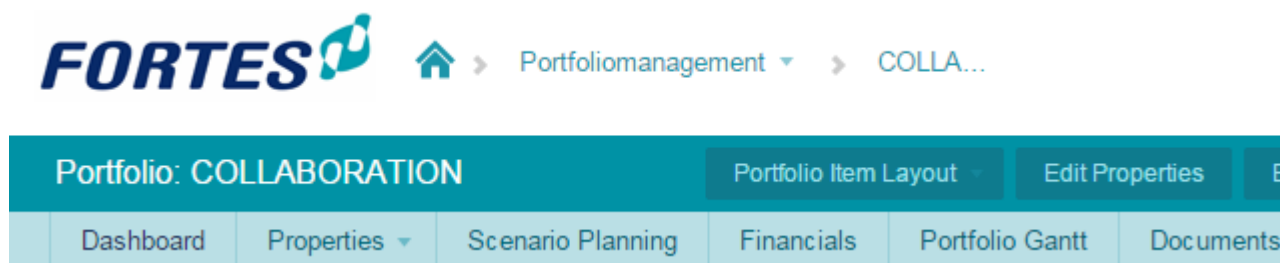 FORTES Portfoliomanagement COLLA...
Portfolio: COLLABORATION Portfolio Item Layout Edit Properties
Dashboard Properties Scenario Planning Financials Portfolio Gantt Documents